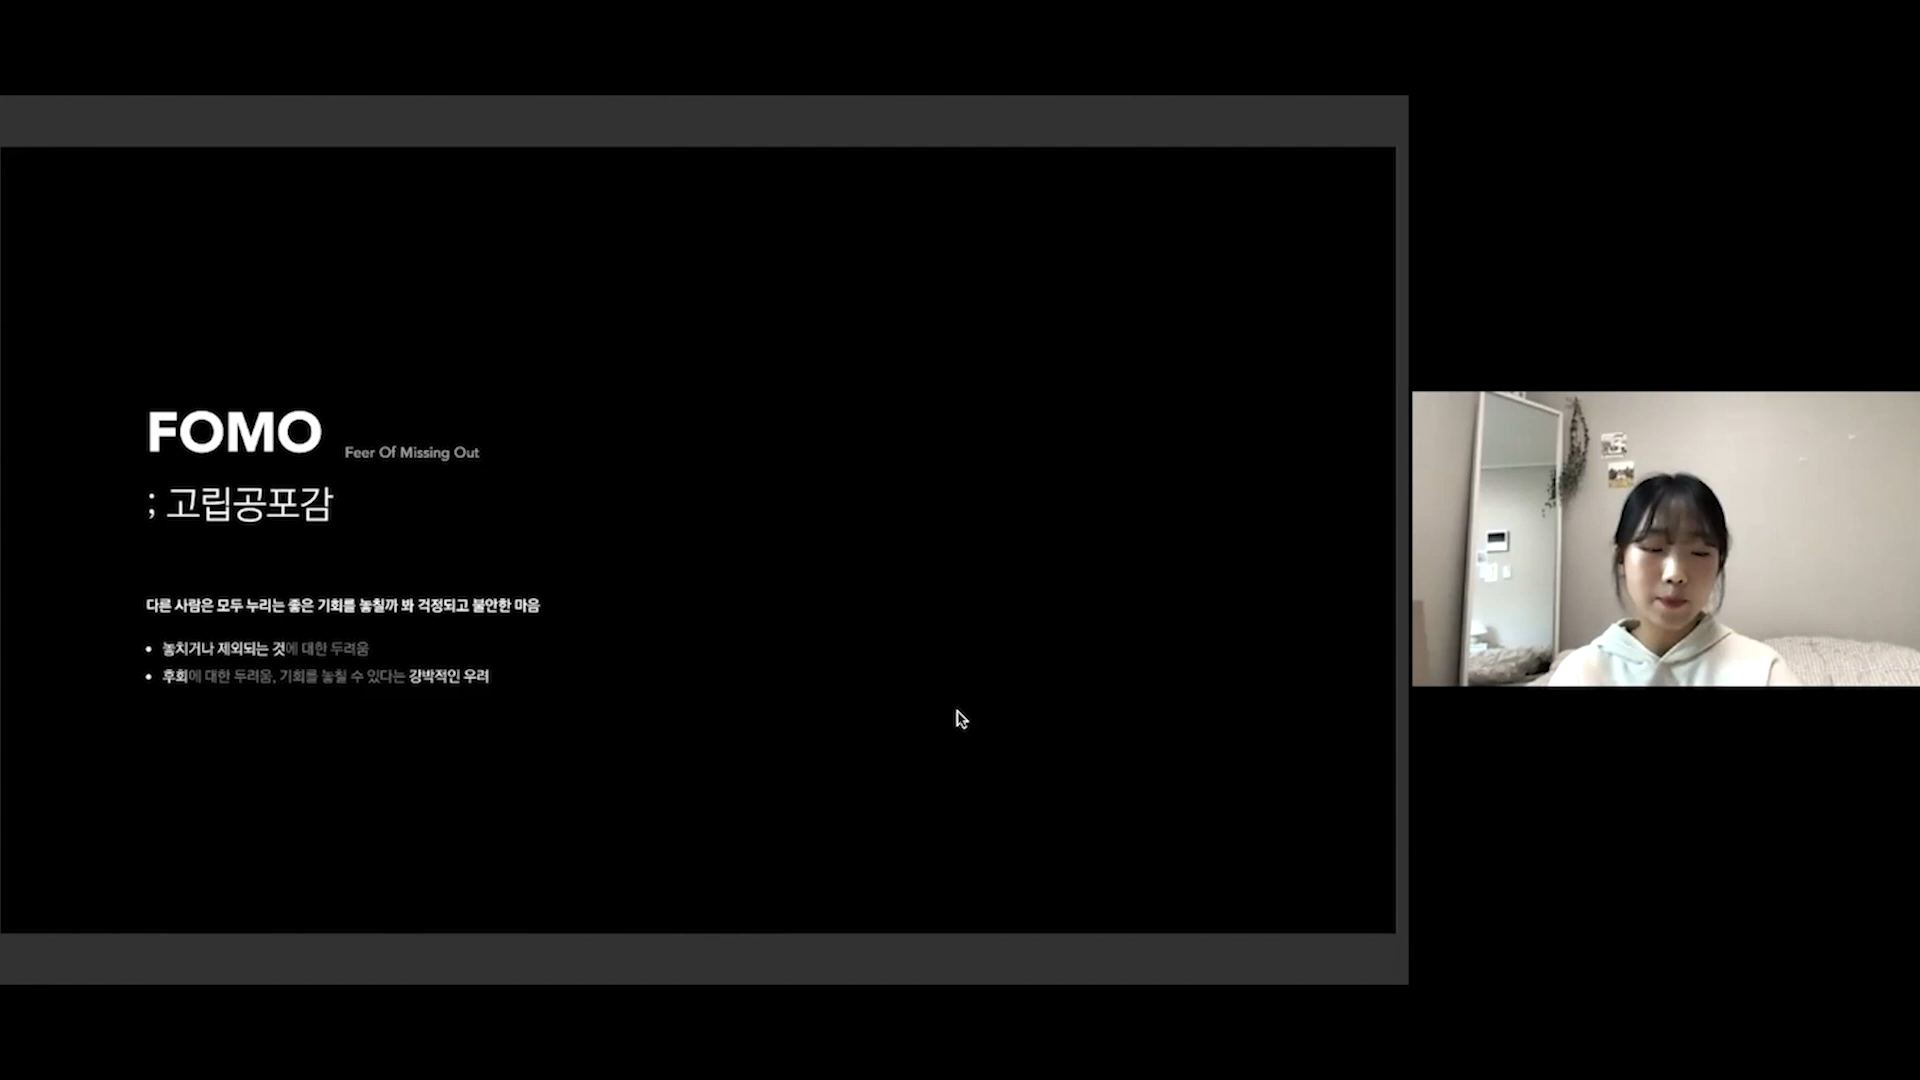 FOMO Feer Of Missing Out
; 고립공포감
다른 사람은 모두 누리는 좋은 기회를 놓칠까 봐 걱정되고 불안한 마음
• 놓치거나 제외되는 것에 대한 두려움
• 후회에 대한 두려움, 기회를 놓칠 수 있다는 강박적인 우려